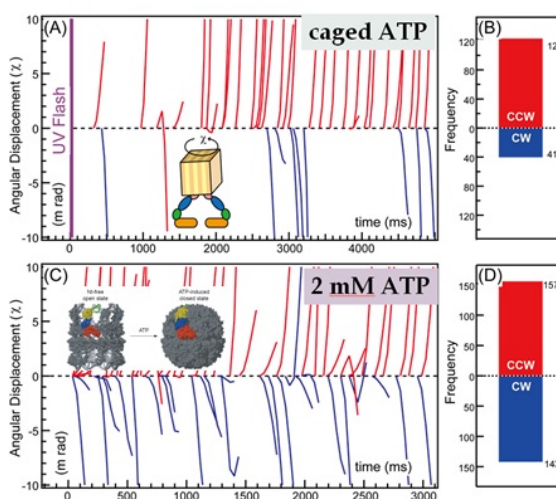 (A)
caged ATP
Angular Displacement (χ)
(m rad)
10
5
0
-5
-10
UV Flash
χ
time (ms)
0
1000
2000
3000
4000
(B)
Frequency
120
80
40
0
40
80
120
CCW
CW
41
(C)
2 mM ATP
Angular Displacement (χ)
(m rad)
10
5
0
-5
-10
open state
ATP-induced
closed state
ATP
time (ms)
0
500
1000
1500
2000
2500
3000
(D)
Frequency
150
100
50
0
50
100
150
CCW
CW
157